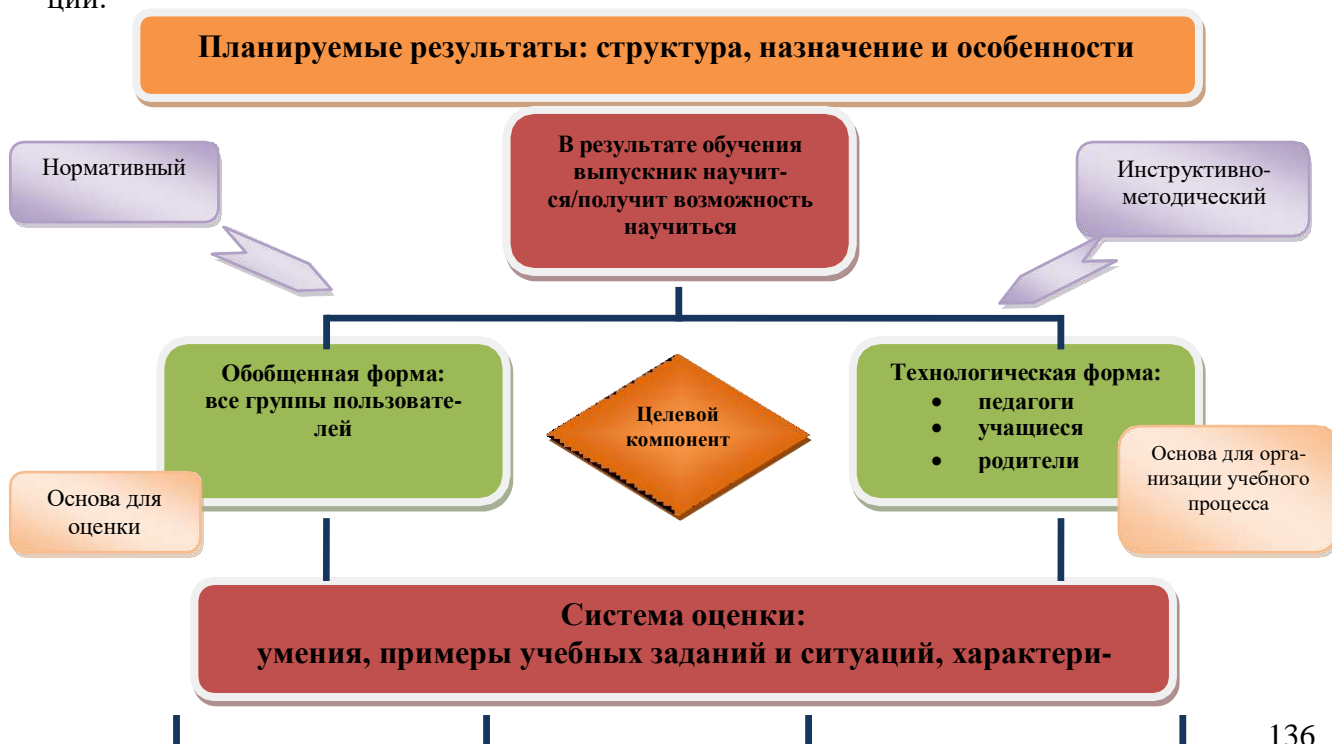 ции.
Планируемые результаты: структура, назначение и особенности
В результате обучения
выпускник научит-
ся/получит возможность
научиться
Нормативный
Инструктивно-
методический
Обобщенная форма:
все группы пользовате-
лей
Целевой
компонент
Технологическая форма:
• педагоги
• учащиеся
• родители
Основа для
оценки
Основа для орга-
низации учебного
процесса
Система оценки:
умения, примеры учебных заданий и ситуаций, характери-
136